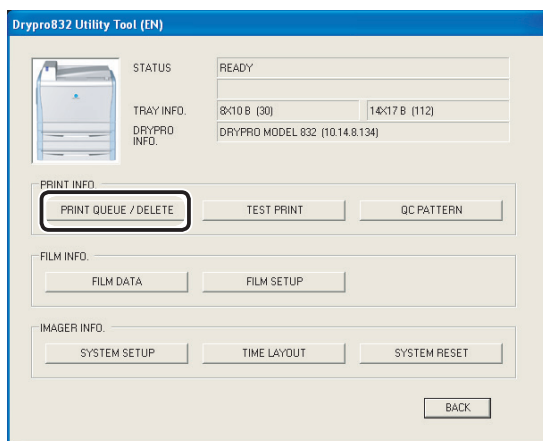 Drypro832 Utility Tool (EN)
STATUS READY
TRAY INFO. 8X10 B (30) 14X17 B (112)
DRYPRO INFO. DRYPRO MODEL 832 (10.14.8.134)
PRINT INFO.
PRINT QUEUE / DELETE TEST PRINT QC PATTERN
FILM INFO.
FILM DATA FILM SETUP
IMAGER INFO.
SYSTEM SETUP TIME LAYOUT SYSTEM RESET
BACK